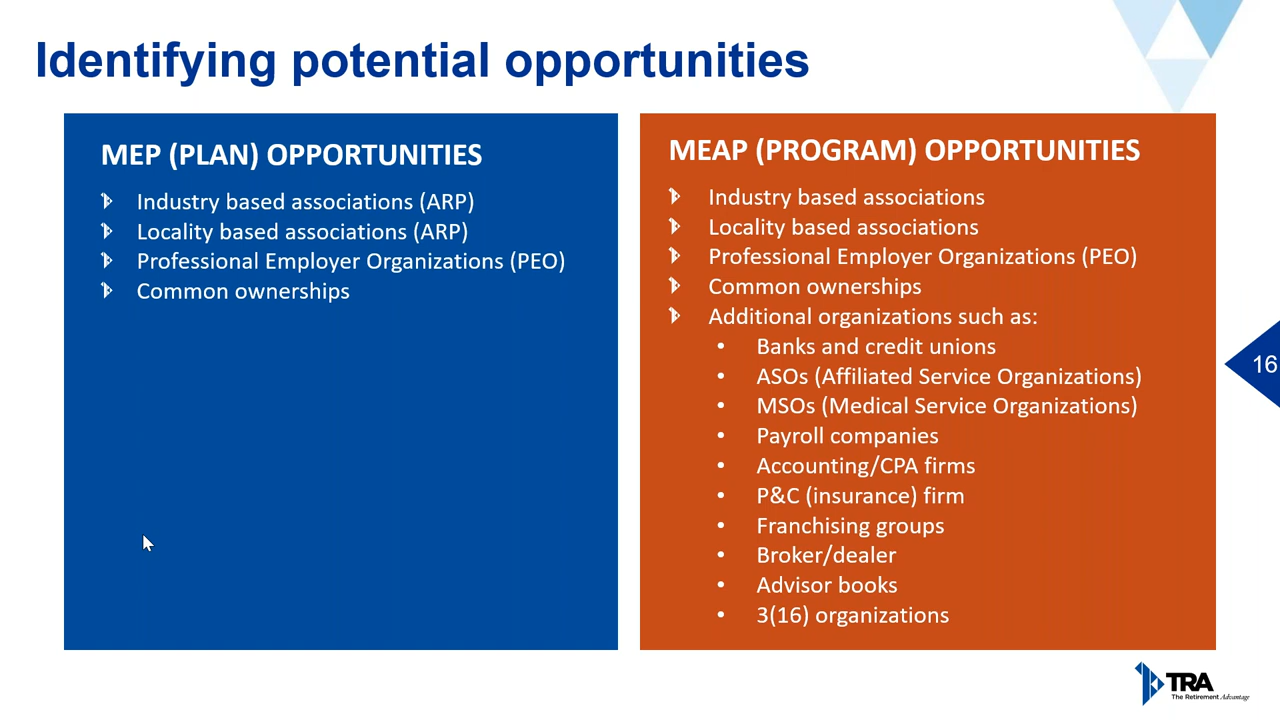 Identifying potential opportunities
MEP (PLAN) OPPORTUNITIES
Industry based associations (ARP)
Locality based associations (ARP)
Professional Employer Organizations (PEO)
Common ownerships
MEAP (PROGRAM) OPPORTUNITIES
Industry based associations
Locality based associations
Professional Employer Organizations (PEO)
Common ownerships
Additional organizations such as:
• Banks and credit unions
• ASOs (Affiliated Service Organizations)
• MSOs (Medical Service Organizations)
• Payroll companies
• Accounting/CPA firms
• P&C (insurance) firm
• Franchising groups
• Broker/dealer
• Advisor books
• 3(16) organizations
16
TRA
The Retirement Advantage